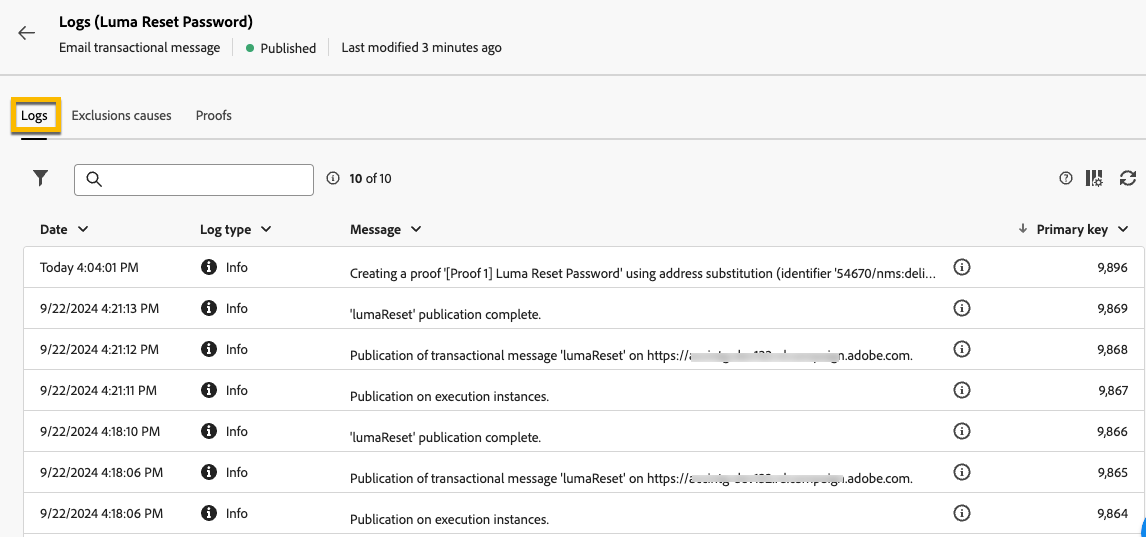 Logs (Luma Reset Password)
Email transactional message Published Last modified 3 minutes ago
Logs Exclusions causes Proofs
10 of 10
Date Log type Message Primary key
Today 4:04:01 PM Info Creating a proof '[Proof 1] Luma Reset Password' using address substitution (identifier '54670/nms:deli... 9,896
9/22/2024 4:21:13 PM Info 'lumaReset' publication complete. 9,869
9/22/2024 4:21:12 PM Info Publication of transactional message 'lumaReset' on https:// .adobe.com. 9,868
9/22/2024 4:21:11 PM Info Publication on execution instances. 9,867
9/22/2024 4:18:10 PM Info 'lumaReset' publication complete. 9,866
9/22/2024 4:18:06 PM Info Publication of transactional message 'lumaReset' on https:// .adobe.com. 9,865
9/22/2024 4:18:06 PM Info Publication on execution instances. 9,864